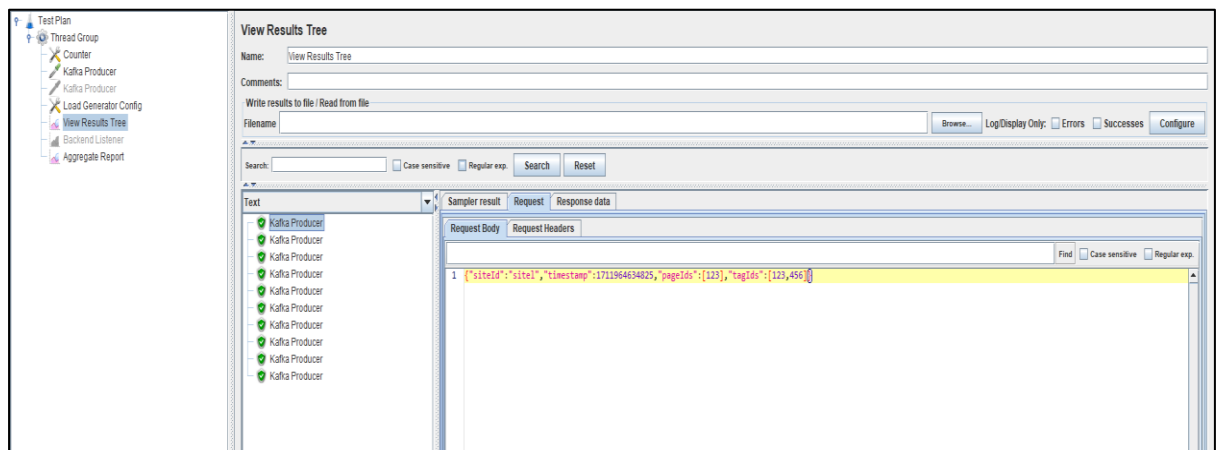 Test Plan
Thread Group
Counter
Kafka Producer
Kafka Producer
Load Generator Config
View Results Tree
Backend Listener
Aggregate Report
View Results Tree
Name: View Results Tree
Comments:
Write results to file / Read from file
Filename Browse... Log/Display Only: Errors Successes Configure
Search: Case sensitive Regular exp. Search Reset
Text
Kafka Producer
Kafka Producer
Kafka Producer
Kafka Producer
Kafka Producer
Kafka Producer
Kafka Producer
Kafka Producer
Kafka Producer
Kafka Producer
Sampler result Request Response data
Request Body Request Headers
Find Case sensitive Regular exp.
1 {"siteId":"site1","timestamp":1711964634825,"pageIds":[123],"tagIds":[123,456]}